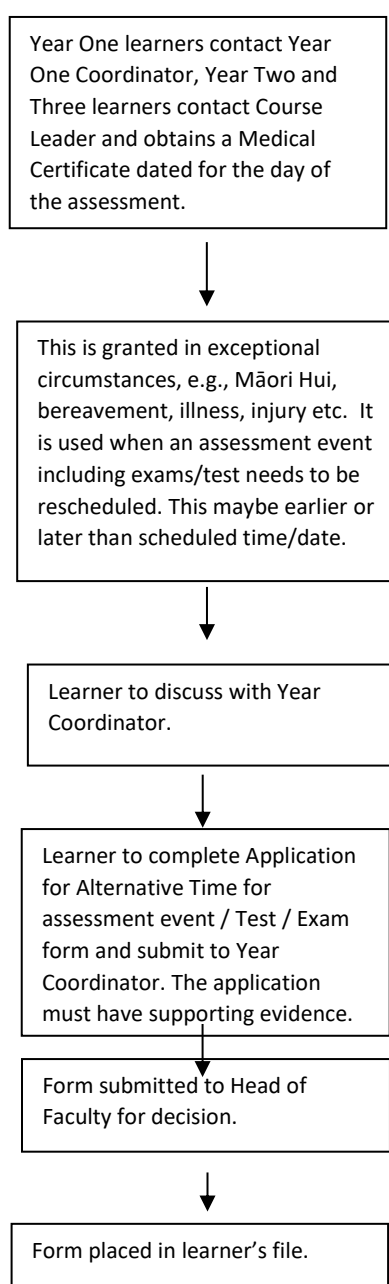 Year One learners contact Year
One Coordinator, Year Two and
Three learners contact Course
Leader and obtains a Medical
Certificate dated for the day of
the assessment.
This is granted in exceptional
circumstances, e.g., Māori Hui,
bereavement, illness, injury etc.  It
is used when an assessment event
including exams/test needs to be
rescheduled. This maybe earlier or
later than scheduled time/date.
Learner to discuss with Year
Coordinator.
Learner to complete Application
for Alternative Time for
assessment event / Test / Exam
form and submit to Year
Coordinator. The application
must have supporting evidence.
Form submitted to Head of
Faculty for decision.
Form placed in learner’s file.